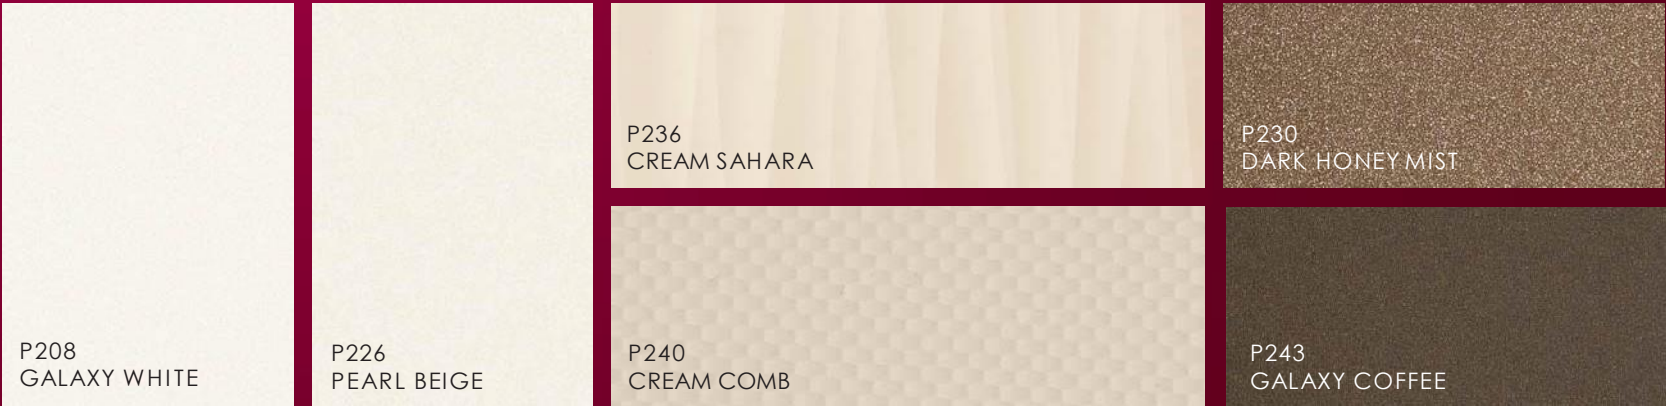 P208
GALAXY WHITE
P226
PEARL BEIGE
P236
CREAM SAHARA
P240
CREAM COMB
P230
DARK HONEY MIST
P243
GALAXY COFFEE